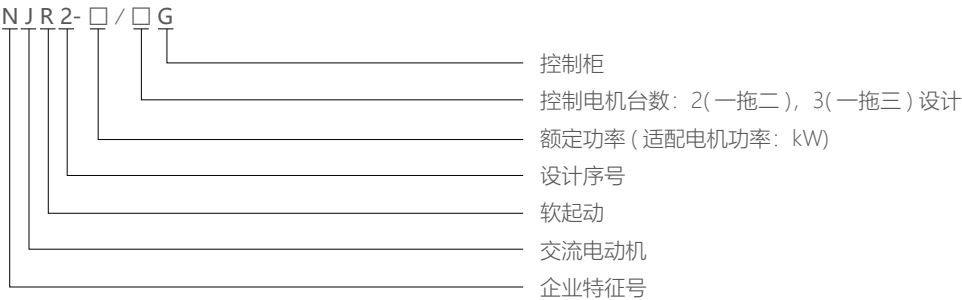 NJR2-□/□G
控制柜
控制电机台数：2(一拖二)，3(一拖三)设计
额定功率(适配电机功率：kW)
设计序号
软起动
交流电动机
企业特征号